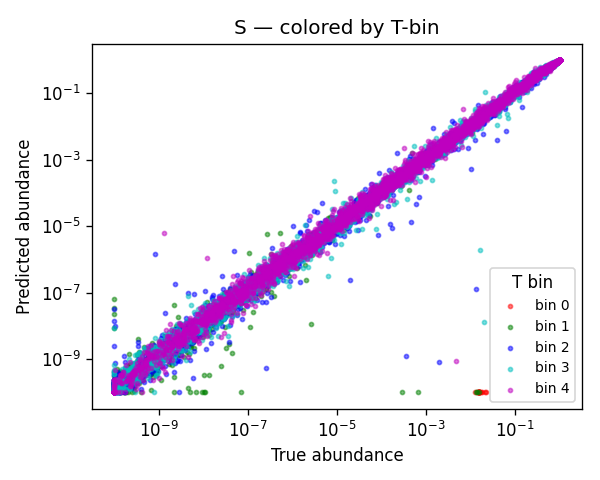 S — colored by T-bin
Predicted abundance
10⁻¹
10⁻³
10⁻⁵
10⁻⁷
10⁻⁹
T bin
bin 0
bin 1
bin 2
bin 3
bin 4
10⁻⁹ 10⁻⁷ 10⁻⁵ 10⁻³ 10⁻¹
True abundance